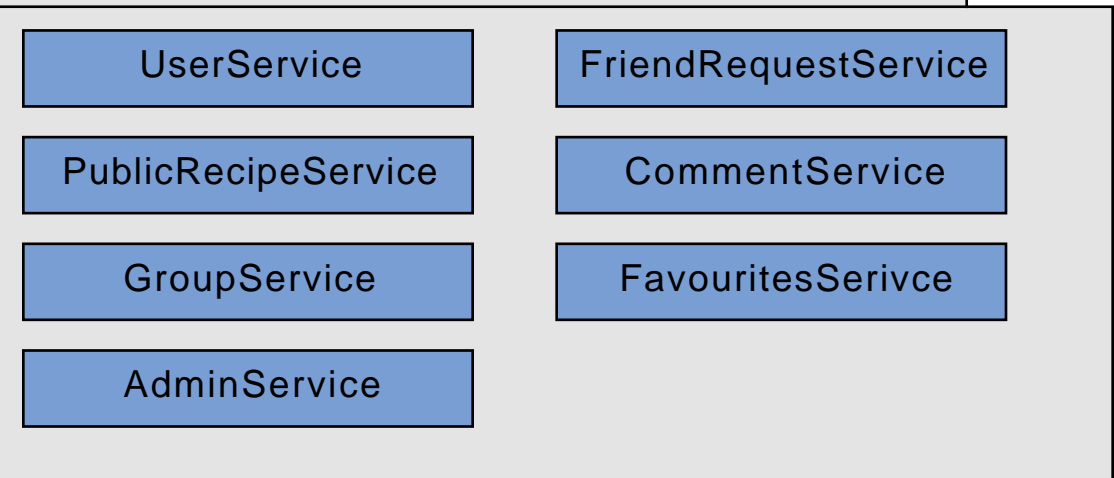 UserService
FriendRequestService
PublicRecipeService
CommentService
GroupService
FavouritesSerivce
AdminService